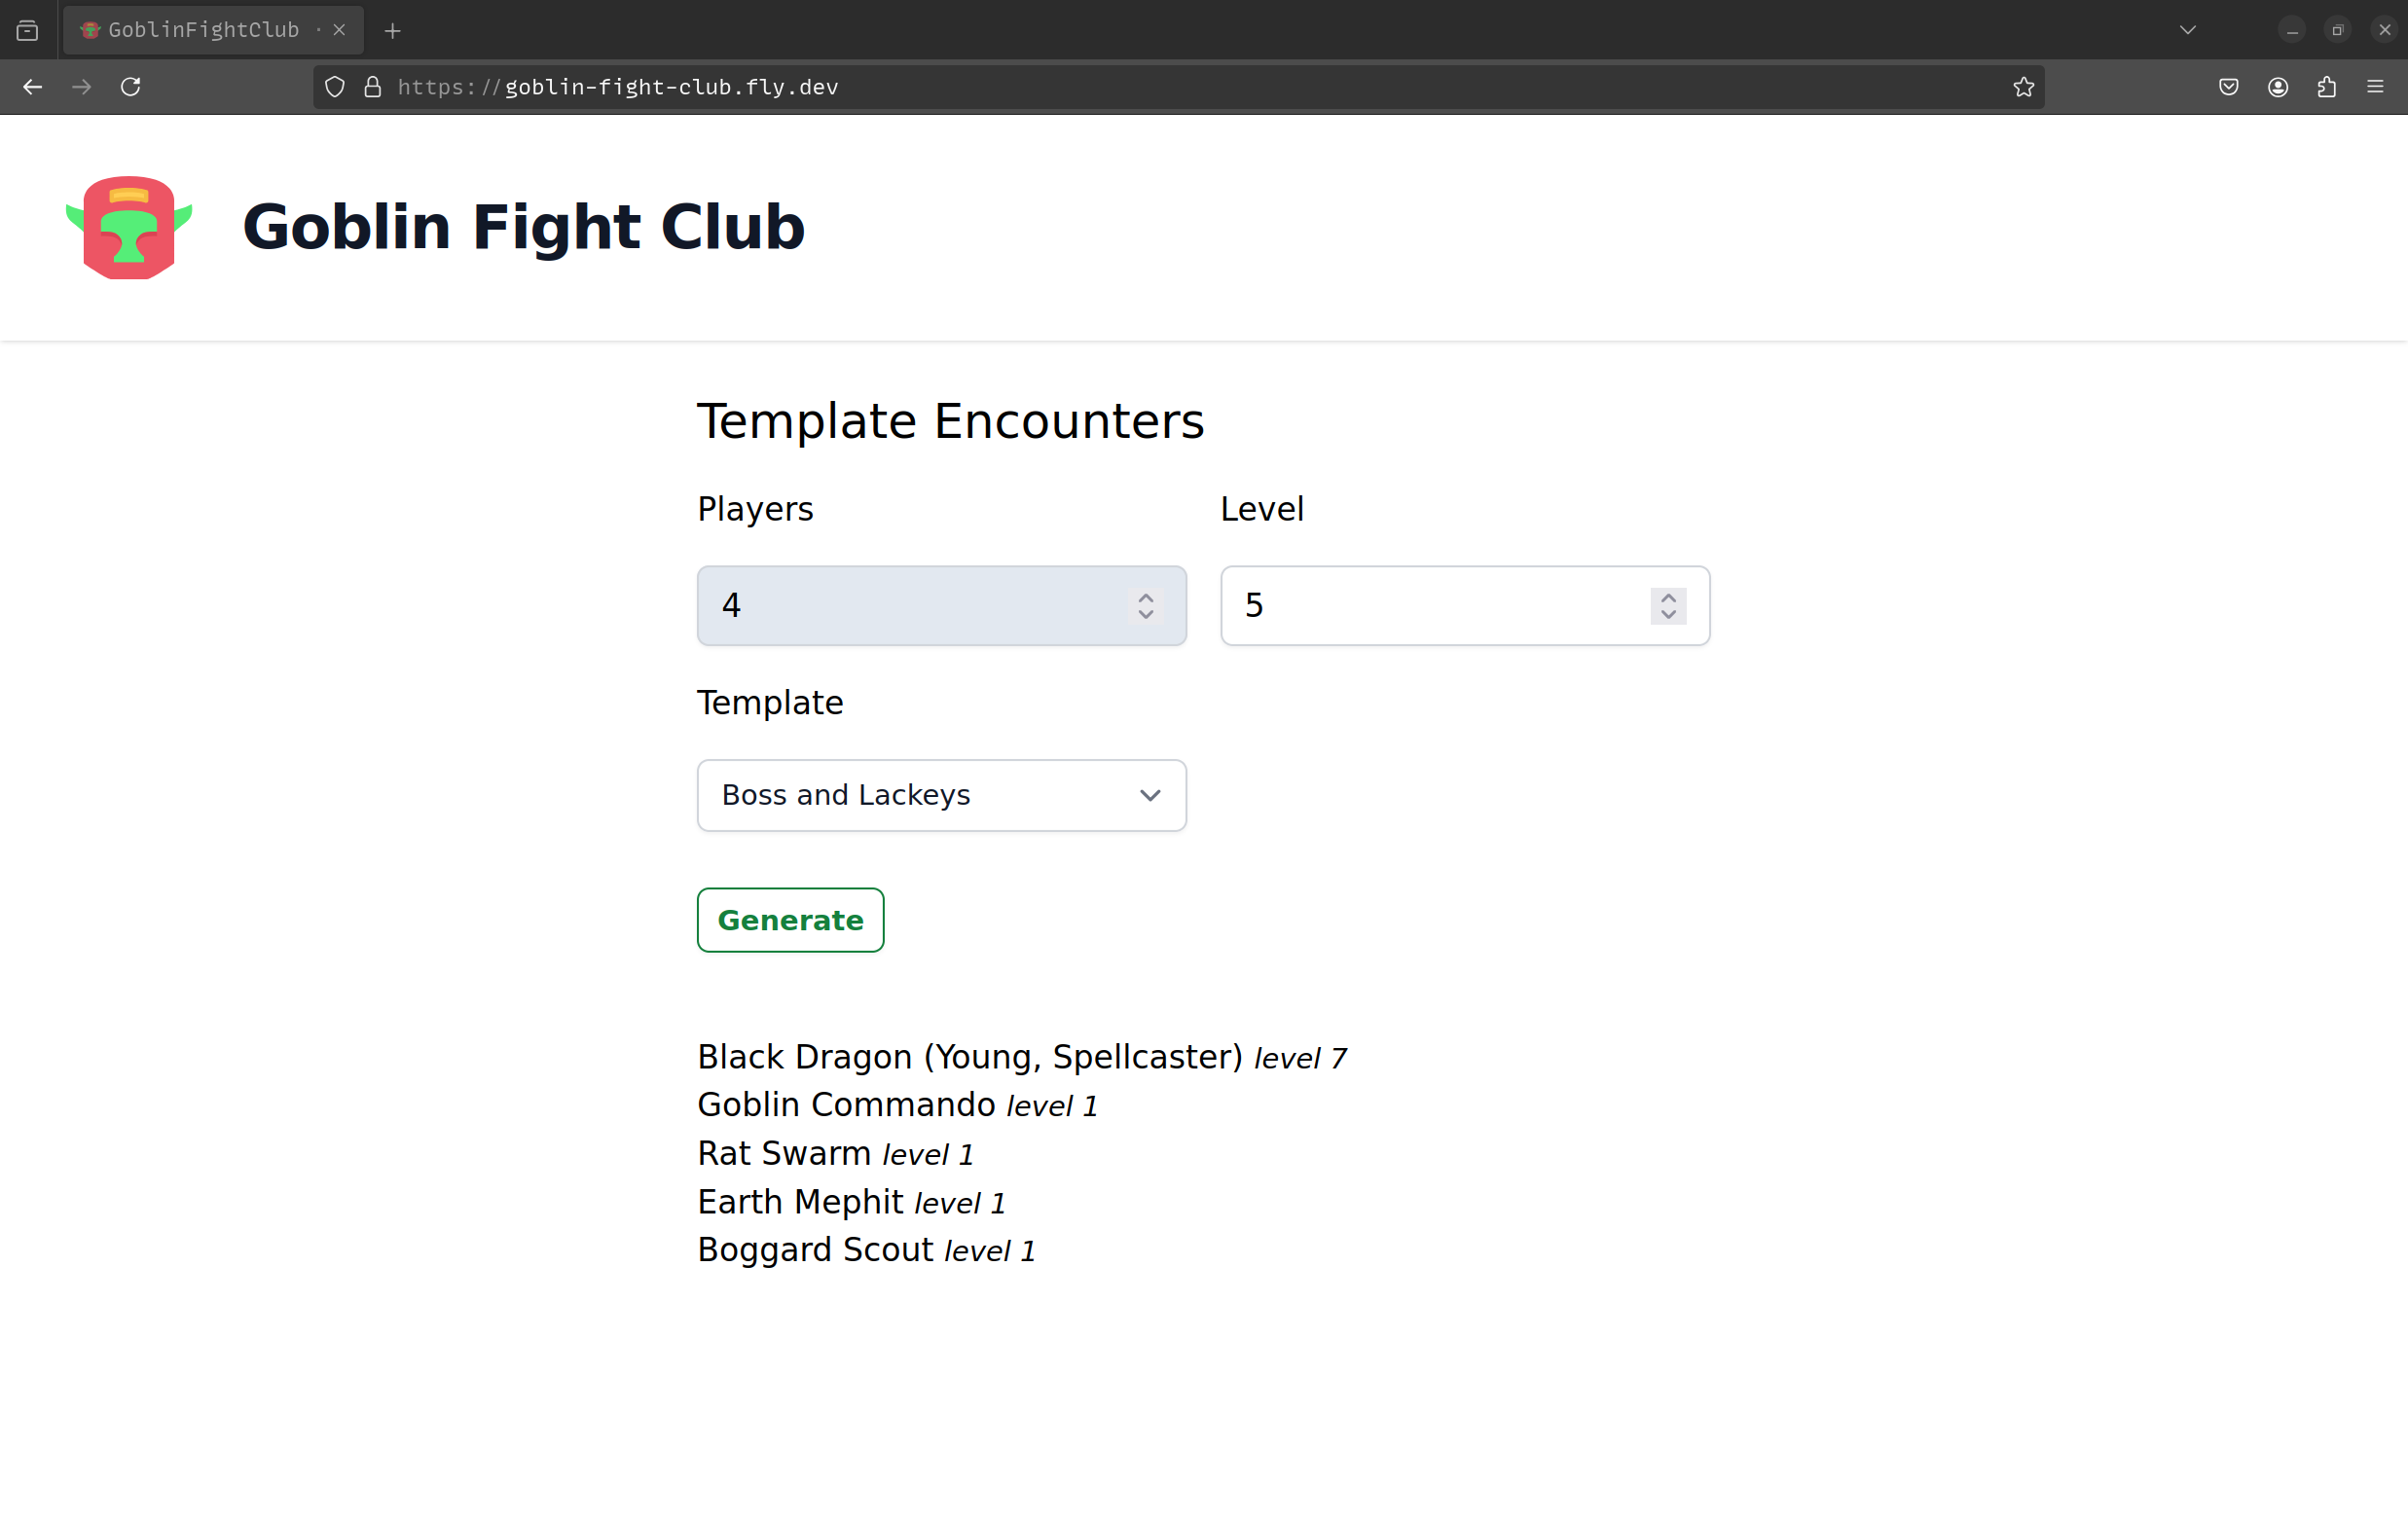 GoblinFightClub ·
https://goblin-fight-club.fly.dev
Goblin Fight Club
Template Encounters
Players Level
4 5
Template
Boss and Lackeys
Generate
Black Dragon (Young, Spellcaster) level 7
Goblin Commando level 1
Rat Swarm level 1
Earth Mephit level 1
Boggard Scout level 1